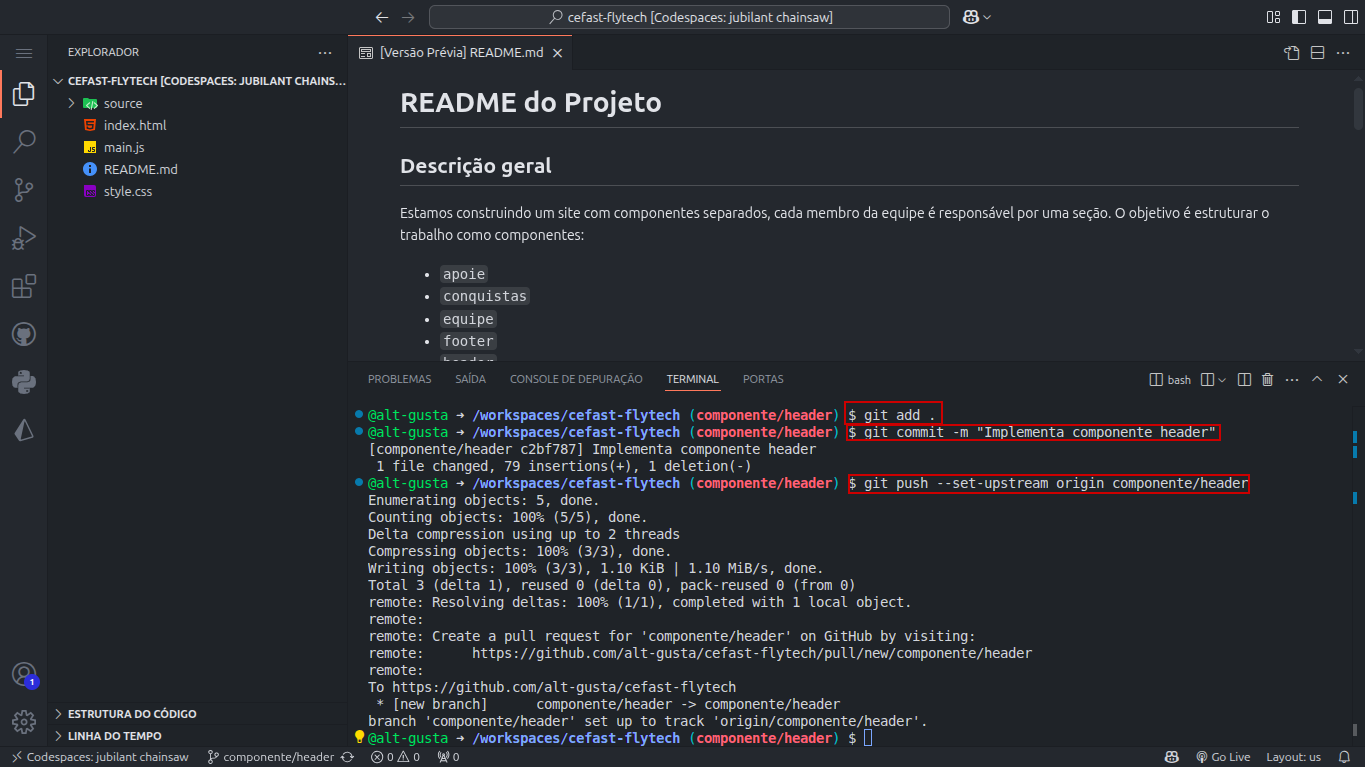 cefast-flytech [Codespaces: jubilant chainsaw]
EXPLORADOR
CEFAST-FLYTECH [CODESPACES: JUBILANT CHAINS...
source
index.html
main.js
README.md
style.css
ESTRUTURA DO CÓDIGO
LINHA DO TEMPO
[Versão Prévia] README.md
README do Projeto
Descrição geral
Estamos construindo um site com componentes separados, cada membro da equipe é responsável por uma seção. O objetivo é estruturar o
trabalho como componentes:
• apoie
• conquistas
• equipe
• footer
• header
PROBLEMAS SAÍDA CONSOLE DE DEPURAÇÃO TERMINAL PORTAS
bash
@alt-gusta ➜ /workspaces/cefast-flytech (componente/header) $ git add .
@alt-gusta ➜ /workspaces/cefast-flytech (componente/header) $ git commit -m "Implementa componente header"
[componente/header c2bf787] Implementa componente header
1 file changed, 79 insertions(+), 1 deletion(-)
@alt-gusta ➜ /workspaces/cefast-flytech (componente/header) $ git push --set-upstream origin componente/header
Enumerating objects: 5, done.
Counting objects: 100% (5/5), done.
Delta compression using up to 2 threads
Compressing objects: 100% (3/3), done.
Writing objects: 100% (3/3), 1.10 KiB | 1.10 MiB/s, done.
Total 3 (delta 1), reused 0 (delta 0), pack-reused 0 (from 0)
remote: Resolving deltas: 100% (1/1), completed with 1 local object.
remote:
remote: Create a pull request for 'componente/header' on GitHub by visiting:
remote:      https://github.com/alt-gusta/cefast-flytech/pull/new/componente/header
remote:
To https://github.com/alt-gusta/cefast-flytech
* [new branch]      componente/header -> componente/header
branch 'componente/header' set up to track 'origin/componente/header'.
@alt-gusta ➜ /workspaces/cefast-flytech (componente/header) $
1
Codespaces: jubilant chainsaw componente/header 0 0 0 Go Live Layout: us